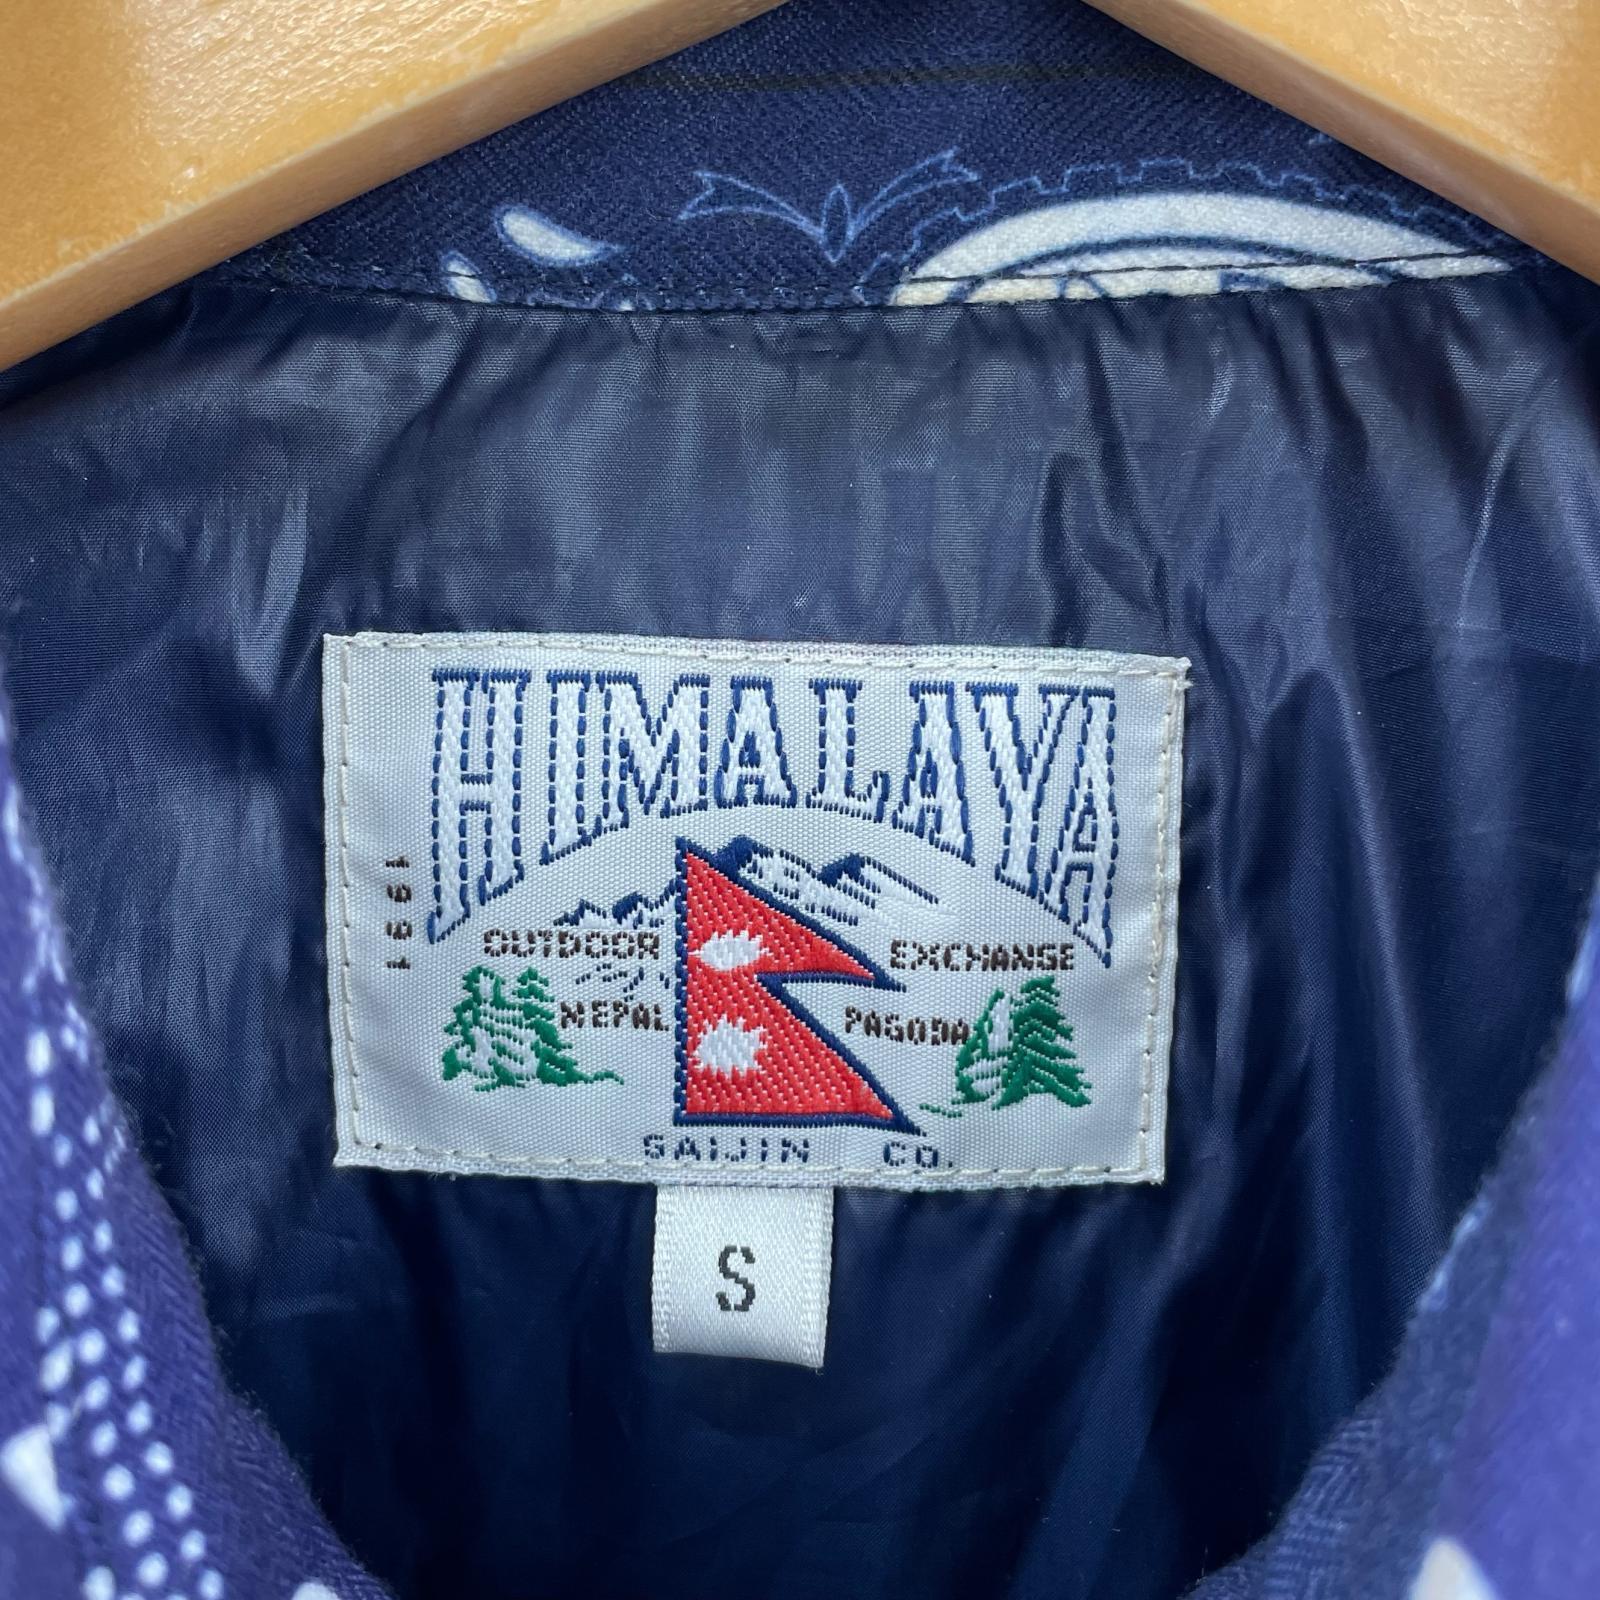 HIMALAYA
1991
OUTDOOR EXCHANGE
NEPAL PAGODA
SAIJIN CO.
S